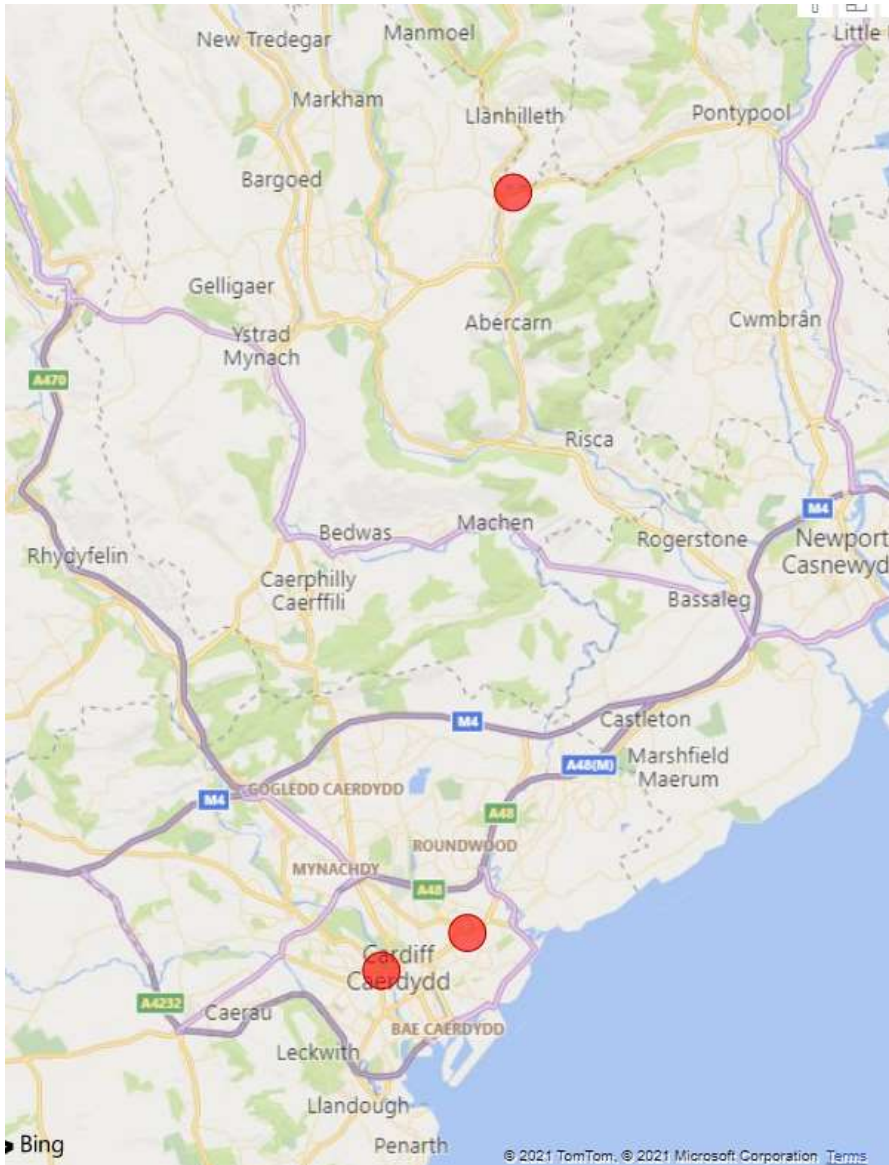 New Tredegar
Manmoel
Little
Markham
Llanhilleth
Pontypool
Bargoed
Gelligaer
Abercarn
Cwmbrân
Ystrad
Mynach
A470
Risca
M4
Bedwas
Machen
Rogerstone
Newport
Casnewyd
Rhydyfelin
Caerphilly
Caerffili
Bassaleg
M4
Castleton
A48(M)
Marshfield
Maerum
M4
GOGLEDD CAERDYDD
A48
ROUNDWOOD
MYNACHDY
A48
Cardiff
Caerdydd
A4232
Caerau
BAE CAERDYDD
Leckwith
Llandough
Penarth
Bing
© 2021 TomTom, © 2021 Microsoft Corporation Terms